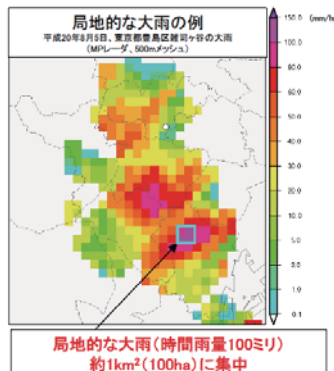 局地的な大雨の例
平成20年8月5日、東京都豊島区雑司ヶ谷の大雨
(MPレーダ、500mメッシュ)
150.0 (mm/h)
100.0
80.0
60.0
50.0
40.0
30.0
20.0
10.0
5.0
1.0
0.1
局地的な大雨(時間雨量100ミリ)
約1km²(100ha)に集中